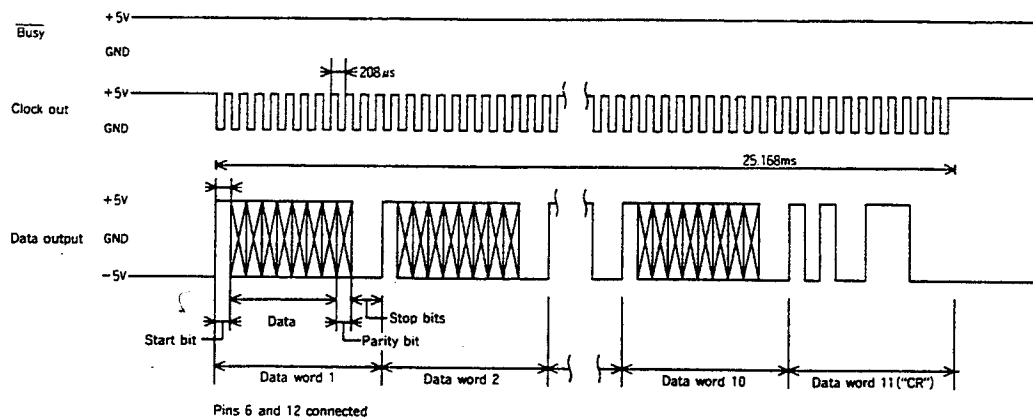 +5V
Busy
GND
208μs
+5V
Clock out
GND
25.168ms
+5V
Data output
GND
−5V
Stop bits
Start bit
Data
Parity bit
Data word 1
Data word 2
Data word 10
Data word 11 ("CR")
Pins 6 and 12 connected